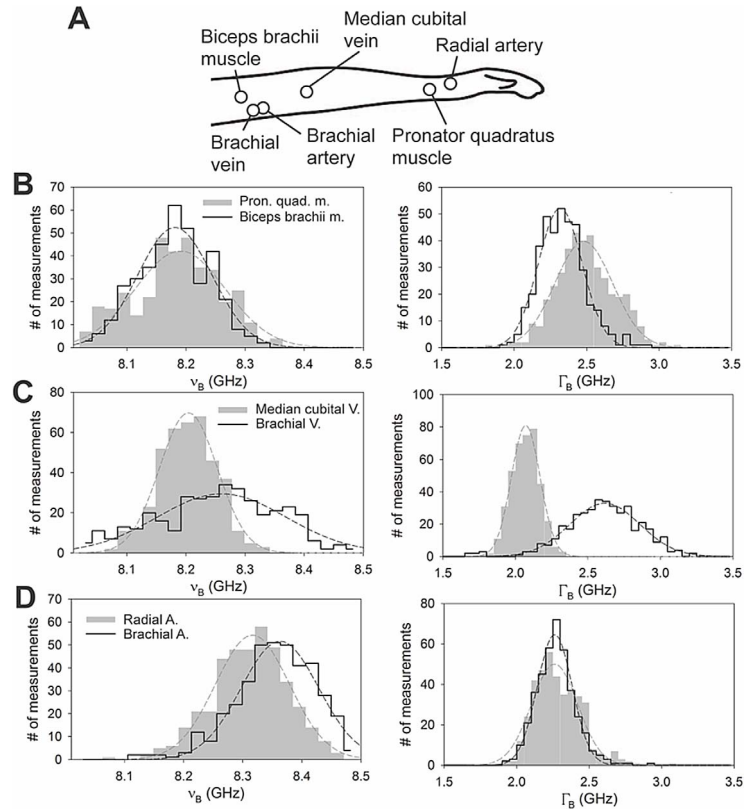 A
Biceps brachii
muscle
Median cubital
vein
Radial artery
Brachial
vein
Brachial
artery
Pronator quadratus
muscle
B
# of measurements
70
60
50
40
30
20
10
0
Pron. quad. m.
Biceps brachii m.
8.1 8.2 8.3 8.4 8.5
νB (GHz)
# of measurements
60
50
40
30
20
10
0
1.5 2.0 2.5 3.0 3.5
ΓB (GHz)
C
# of measurements
80
60
40
20
0
Median cubital V.
Brachial V.
8.1 8.2 8.3 8.4 8.5
νB (GHz)
# of measurements
100
80
60
40
20
0
1.5 2.0 2.5 3.0 3.5
ΓB (GHz)
D
# of measurements
70
60
50
40
30
20
10
0
Radial A.
Brachial A.
8.1 8.2 8.3 8.4 8.5
νB (GHz)
# of measurements
80
60
40
20
0
1.5 2.0 2.5 3.0 3.5
ΓB (GHz)